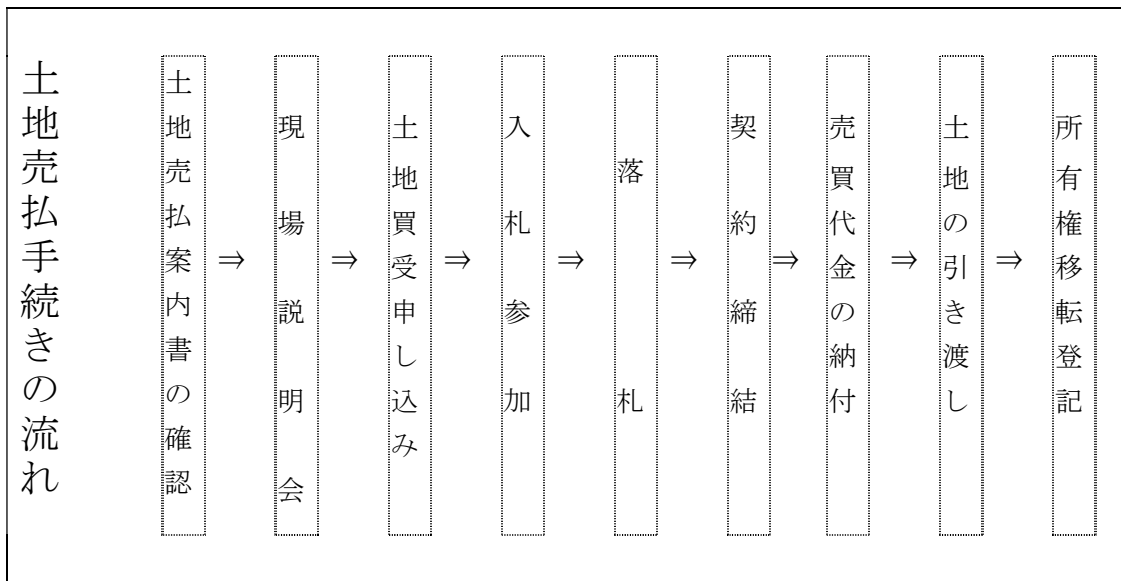 土地売払手続きの流れ
土地売払案内書の確認
⇒
現場説明会
⇒
土地買受申し込み
⇒
入札参加
⇒
落札
⇒
契約締結
⇒
売買代金の納付
⇒
土地の引き渡し
⇒
所有権移転登記